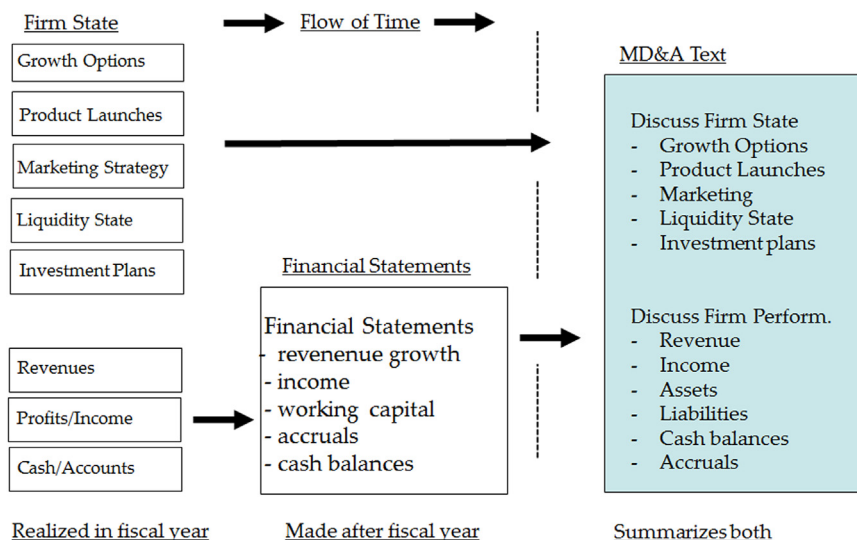 Firm State
Flow of Time
Growth Options
Product Launches
Marketing Strategy
Liquidity State
Investment Plans
Revenues
Profits/Income
Cash/Accounts
Realized in fiscal year
Financial Statements
Financial Statements
- revenenue growth
- income
- working capital
- accruals
- cash balances
Made after fiscal year
MD&A Text
Discuss Firm State
- Growth Options
- Product Launches
- Marketing
- Liquidity State
- Investment plans
Discuss Firm Perform.
- Revenue
- Income
- Assets
- Liabilities
- Cash balances
- Accruals
Summarizes both